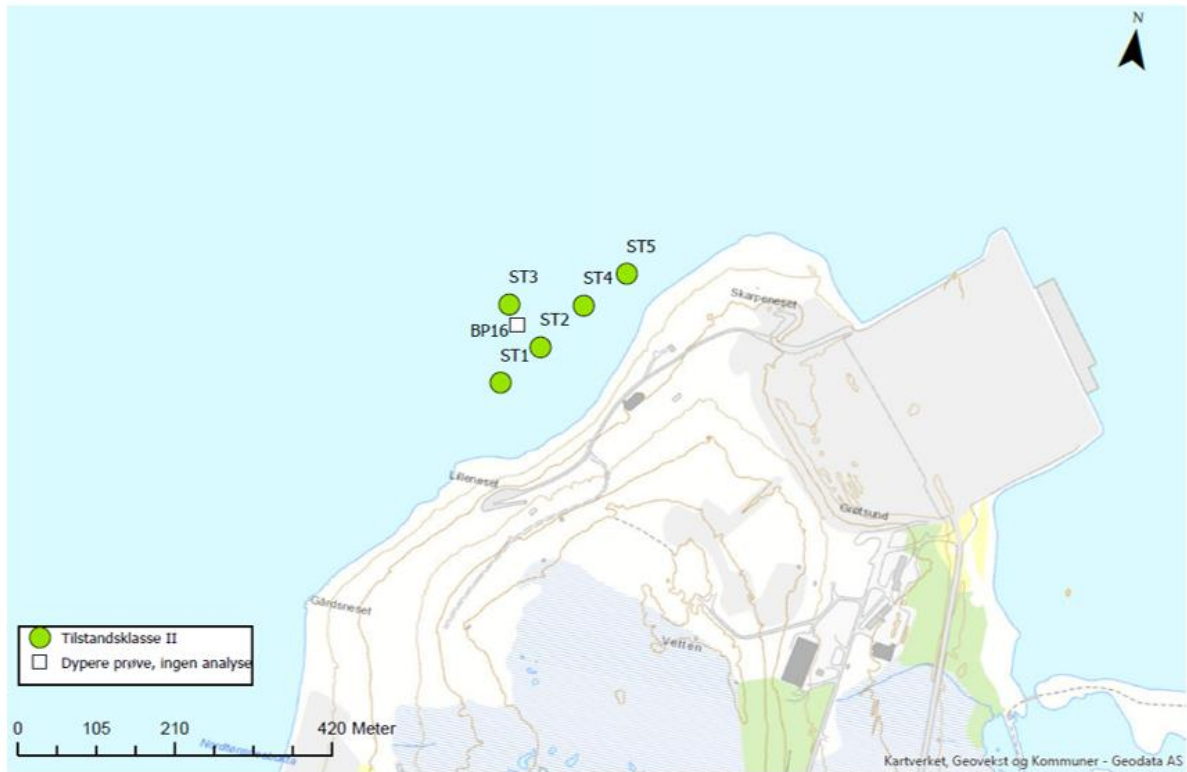 N
ST5
ST3
ST4
Skarpeneset
BP16
ST2
ST1
Lilleneset
Grøtsund
Gårdsneset
Vetten
Tilstandsklasse II
Dypere prøve, ingen analyse
0 105 210 420 Meter
Kartverket, Geovekst og Kommuner - Geodata AS